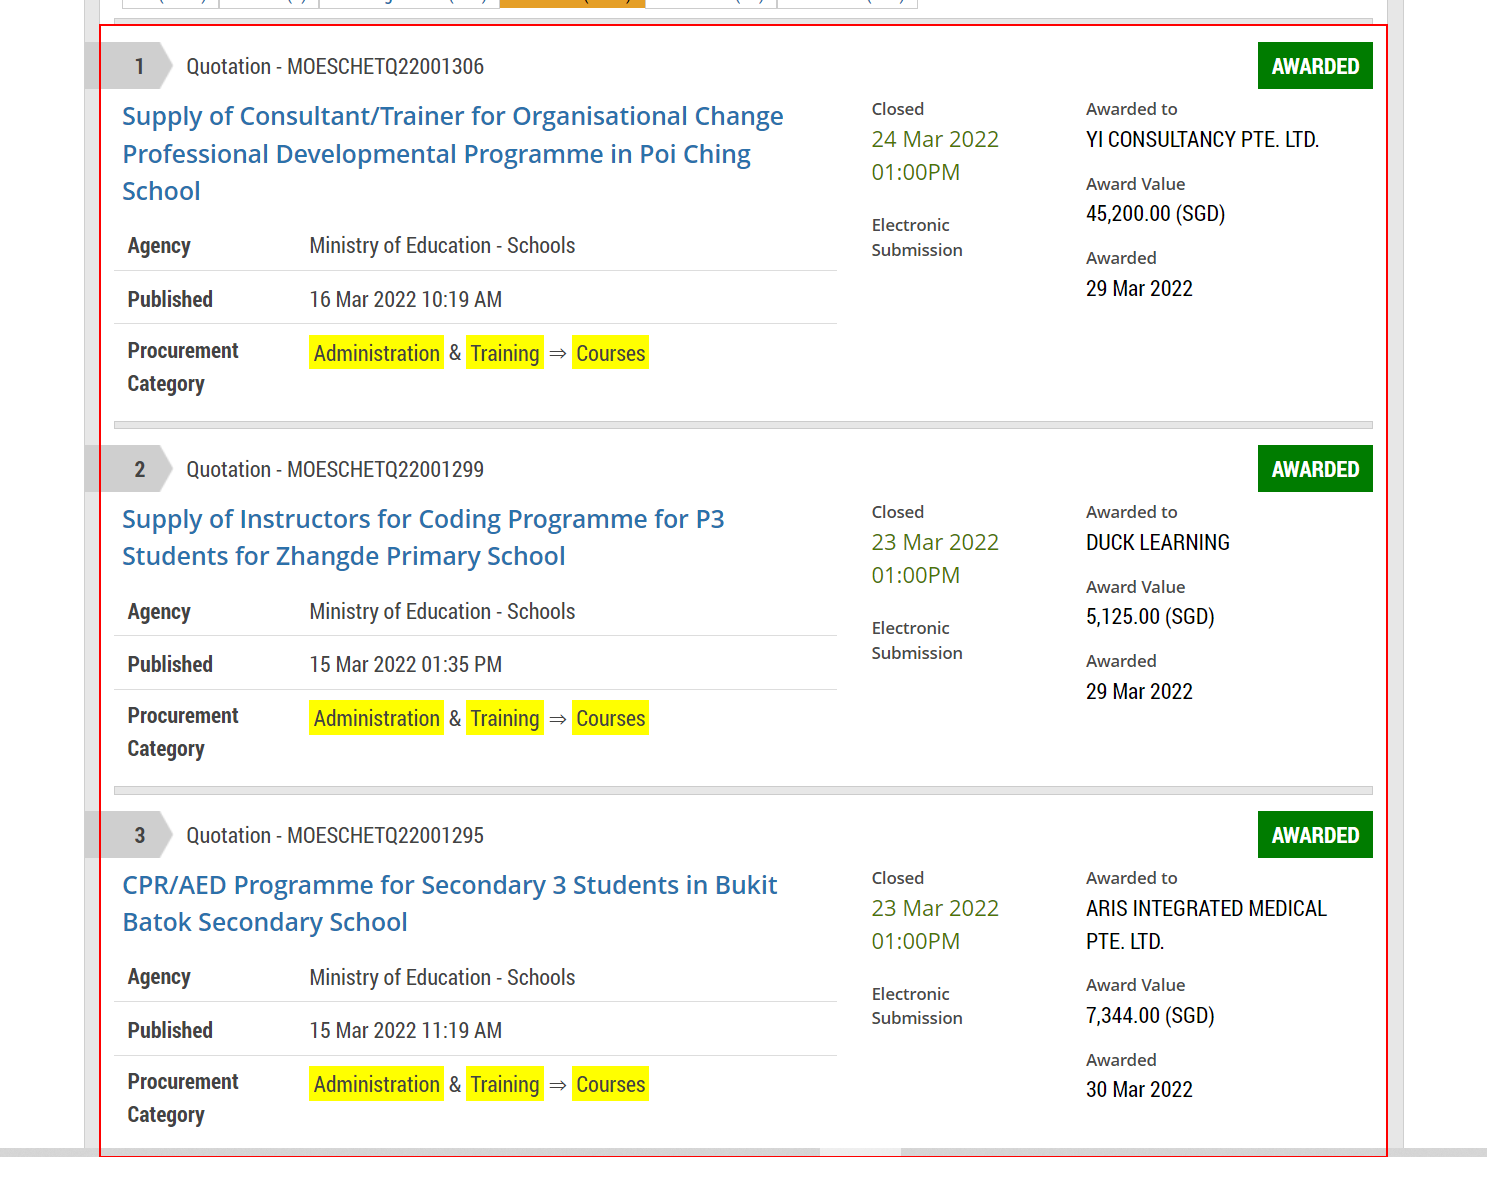 1
Quotation - MOESCHETQ22001306
AWARDED
Supply of Consultant/Trainer for Organisational Change
Professional Developmental Programme in Poi Ching
School
Agency Ministry of Education - Schools
Published 16 Mar 2022 10:19 AM
Procurement
Category
Administration & Training ⇒ Courses
Closed
24 Mar 2022
01:00PM
Electronic
Submission
Awarded to
YI CONSULTANCY PTE. LTD.
Award Value
45,200.00 (SGD)
Awarded
29 Mar 2022
2
Quotation - MOESCHETQ22001299
AWARDED
Supply of Instructors for Coding Programme for P3
Students for Zhangde Primary School
Agency Ministry of Education - Schools
Published 15 Mar 2022 01:35 PM
Procurement
Category
Administration & Training ⇒ Courses
Closed
23 Mar 2022
01:00PM
Electronic
Submission
Awarded to
DUCK LEARNING
Award Value
5,125.00 (SGD)
Awarded
29 Mar 2022
3
Quotation - MOESCHETQ22001295
AWARDED
CPR/AED Programme for Secondary 3 Students in Bukit
Batok Secondary School
Agency Ministry of Education - Schools
Published 15 Mar 2022 11:19 AM
Procurement
Category
Administration & Training ⇒ Courses
Closed
23 Mar 2022
01:00PM
Electronic
Submission
Awarded to
ARIS INTEGRATED MEDICAL
PTE. LTD.
Award Value
7,344.00 (SGD)
Awarded
30 Mar 2022